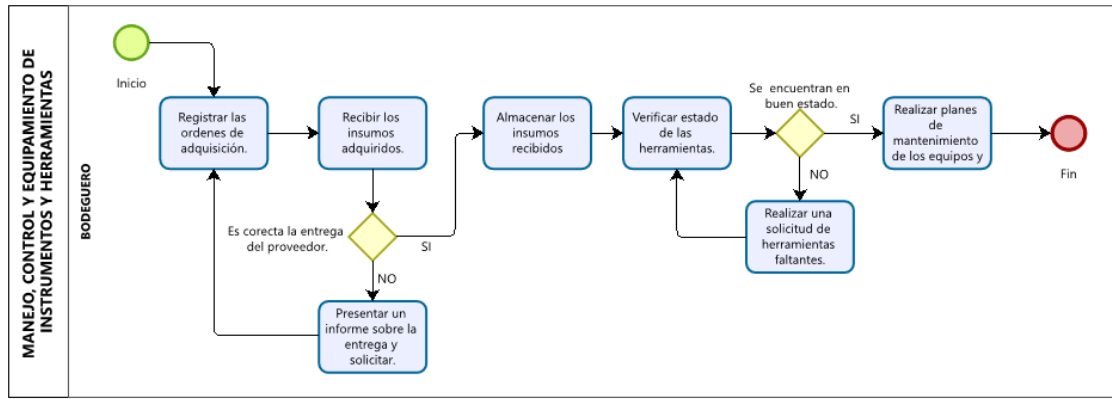 MANEJO, CONTROL Y EQUIPAMIENTO DE
INSTRUMENTOS Y HERRAMIENTAS
BODEGUERO
Inicio
Registrar las
ordenes de
adquisición.
Recibir los
insumos
adquiridos.
Es corecta la entrega
del proveedor.
SI
NO
Presentar un
informe sobre la
entrega y
solicitar.
Almacenar los
insumos
recibidos
Verificar estado
de las
herramientas.
Se encuentran en
buen estado.
SI
NO
Realizar una
solicitud de
herramientas
faltantes.
Realizar planes
de
mantenimiento
de los equipos y
Fin